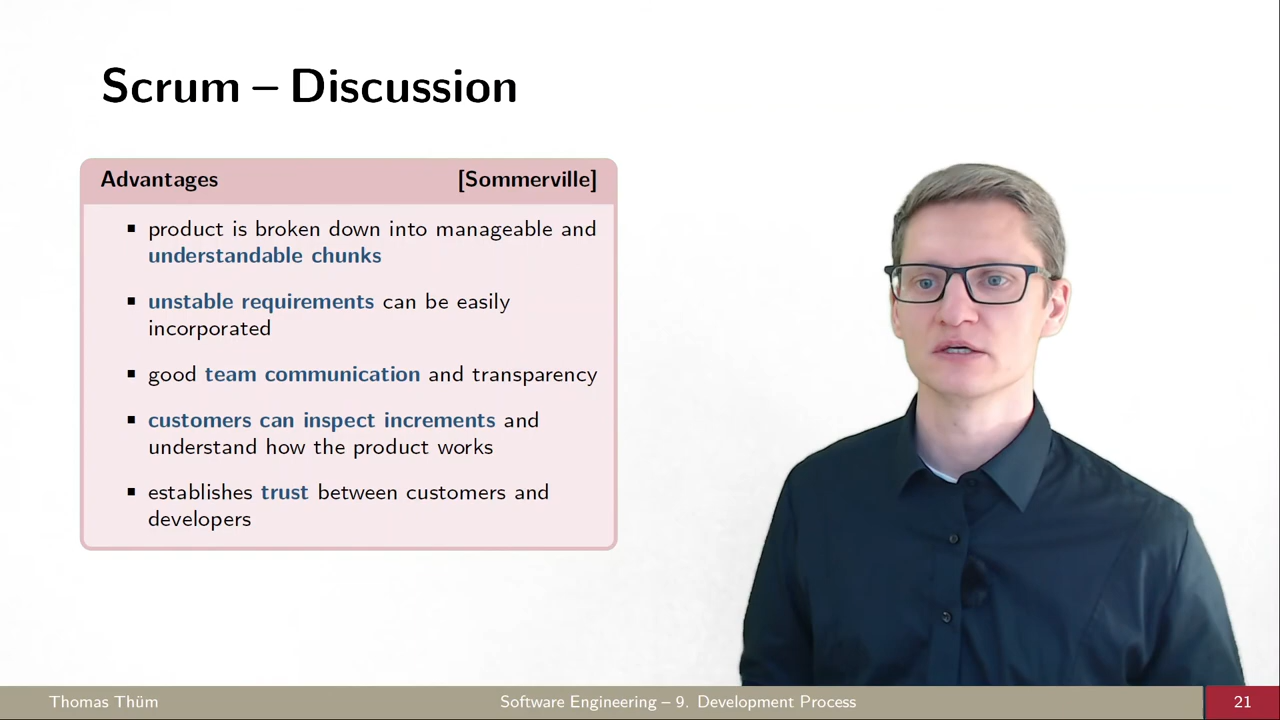 Scrum – Discussion
Advantages [Sommerville]
▪ product is broken down into manageable and
understandable chunks
▪ unstable requirements can be easily
incorporated
▪ good team communication and transparency
▪ customers can inspect increments and
understand how the product works
▪ establishes trust between customers and
developers
Thomas Thüm Software Engineering – 9. Development Process 21